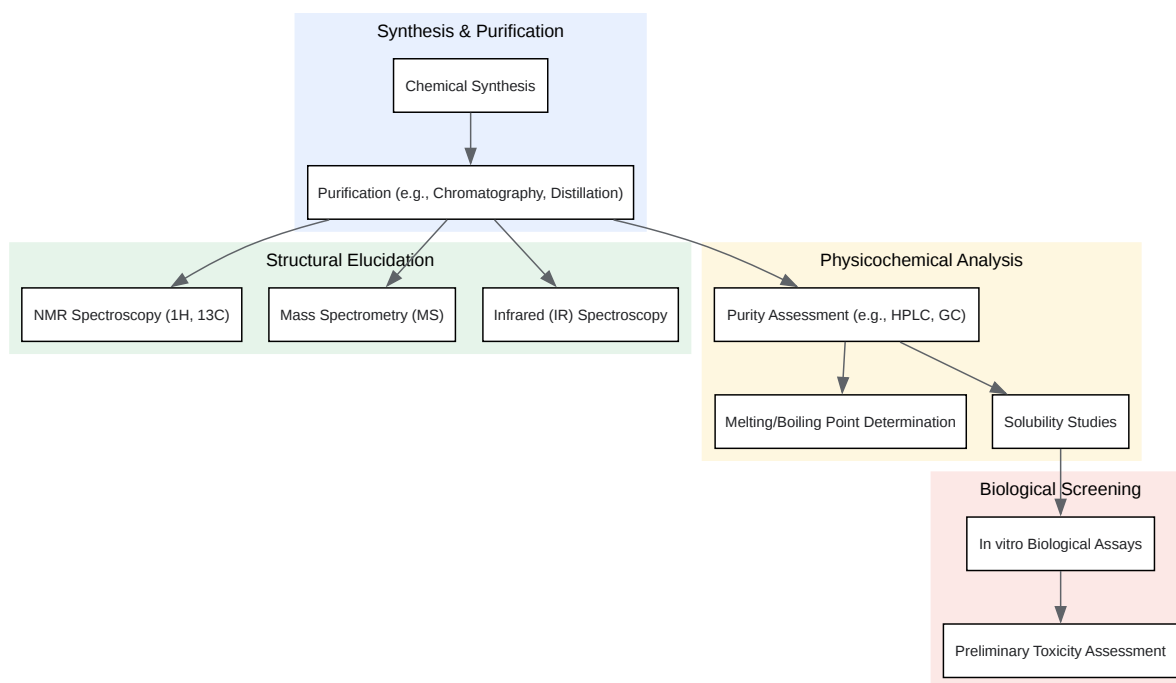 Synthesis & Purification
Chemical Synthesis
Purification (e.g., Chromatography, Distillation)
Structural Elucidation
NMR Spectroscopy (1H, 13C)
Mass Spectrometry (MS)
Infrared (IR) Spectroscopy
Physicochemical Analysis
Purity Assessment (e.g., HPLC, GC)
Melting/Boiling Point Determination
Solubility Studies
Biological Screening
In vitro Biological Assays
Preliminary Toxicity Assessment